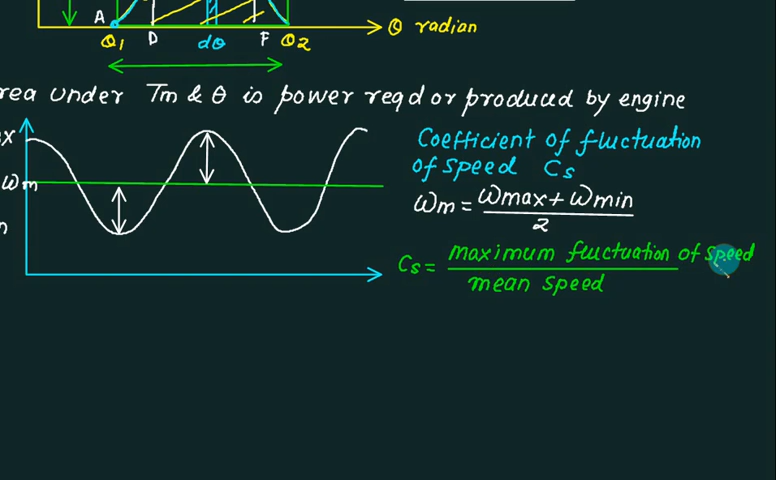 A
θ1 D dθ F θ2
θ radian
area under Tm & θ is power reqd or produced by engine
x
ωm
n
Coefficient of fluctuation
of speed Cs
ωm = ωmax + ωmin
2
Cs = maximum fluctuation of speed
mean speed